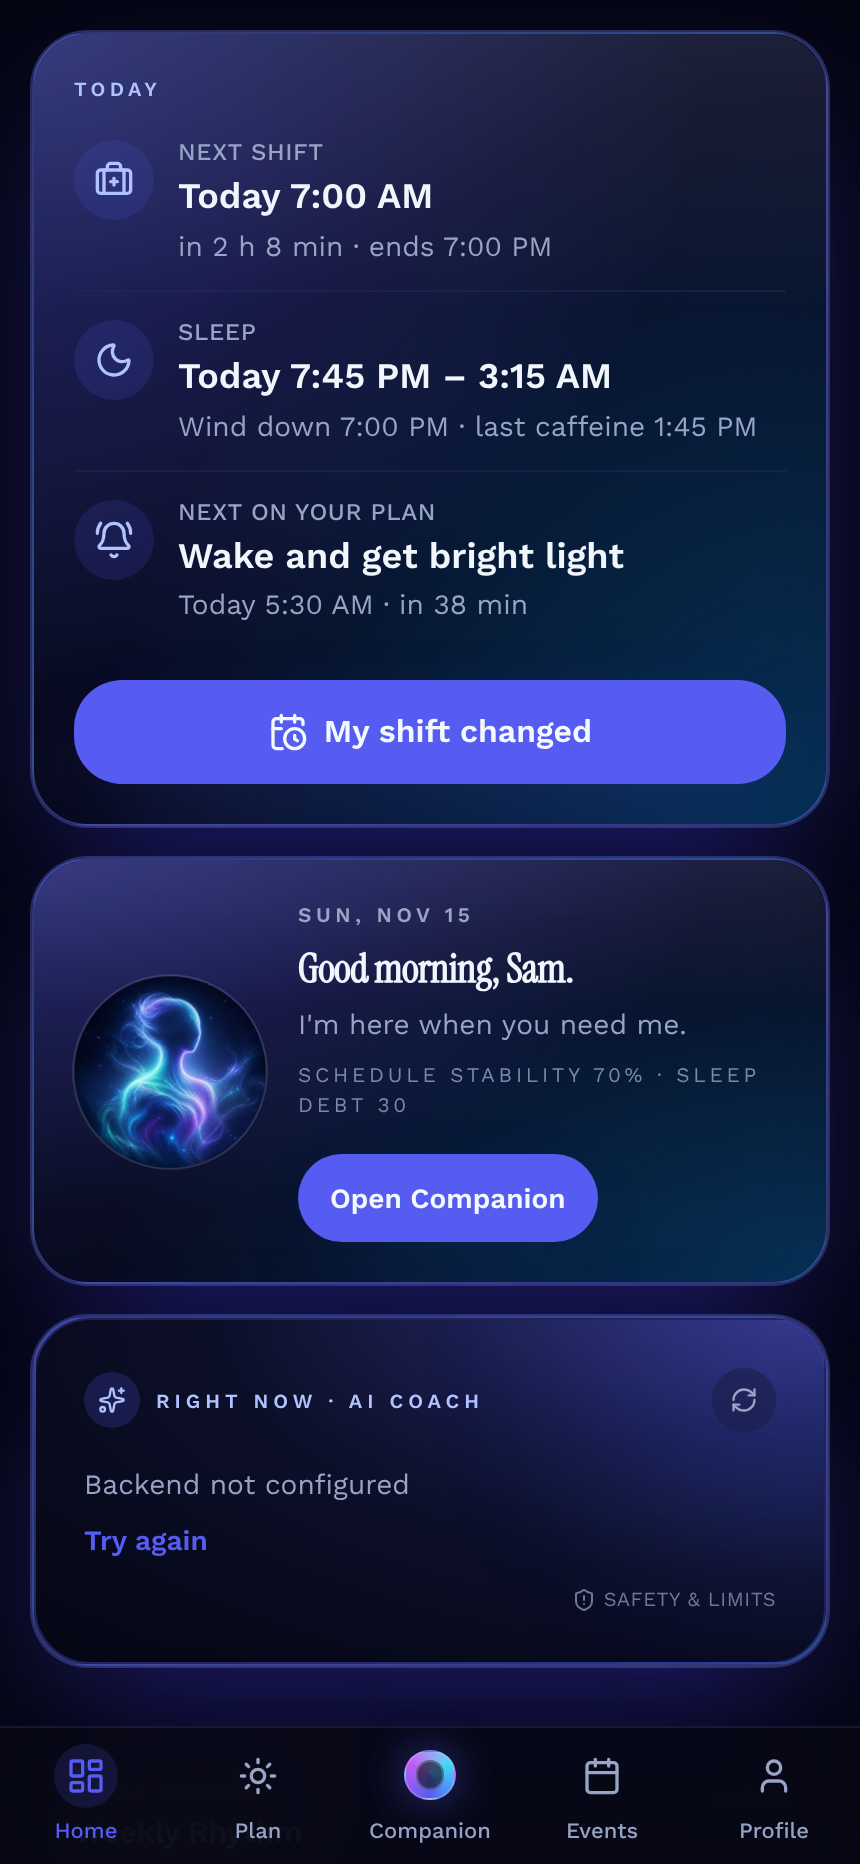 TODAY
NEXT SHIFT
Today 7:00 AM
in 2 h 8 min · ends 7:00 PM
SLEEP
Today 7:45 PM – 3:15 AM
Wind down 7:00 PM · last caffeine 1:45 PM
NEXT ON YOUR PLAN
Wake and get bright light
Today 5:30 AM · in 38 min
My shift changed
SUN, NOV 15
Good morning, Sam.
I'm here when you need me.
SCHEDULE STABILITY 70% · SLEEP
DEBT 30
Open Companion
RIGHT NOW · AI COACH
Backend not configured
Try again
SAFETY & LIMITS
Home
Plan
Companion
Events
Profile